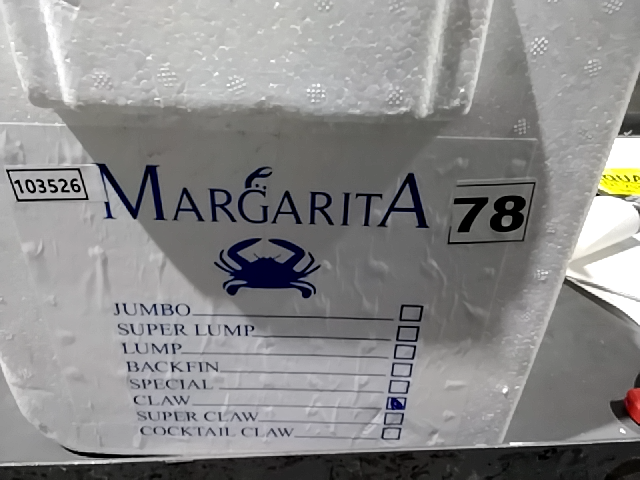 103526
MARGARITA
78
JUMBO
SUPER LUMP
LUMP
BACKFIN
SPECIAL
CLAW
SUPER CLAW
COCKTAIL CLAW